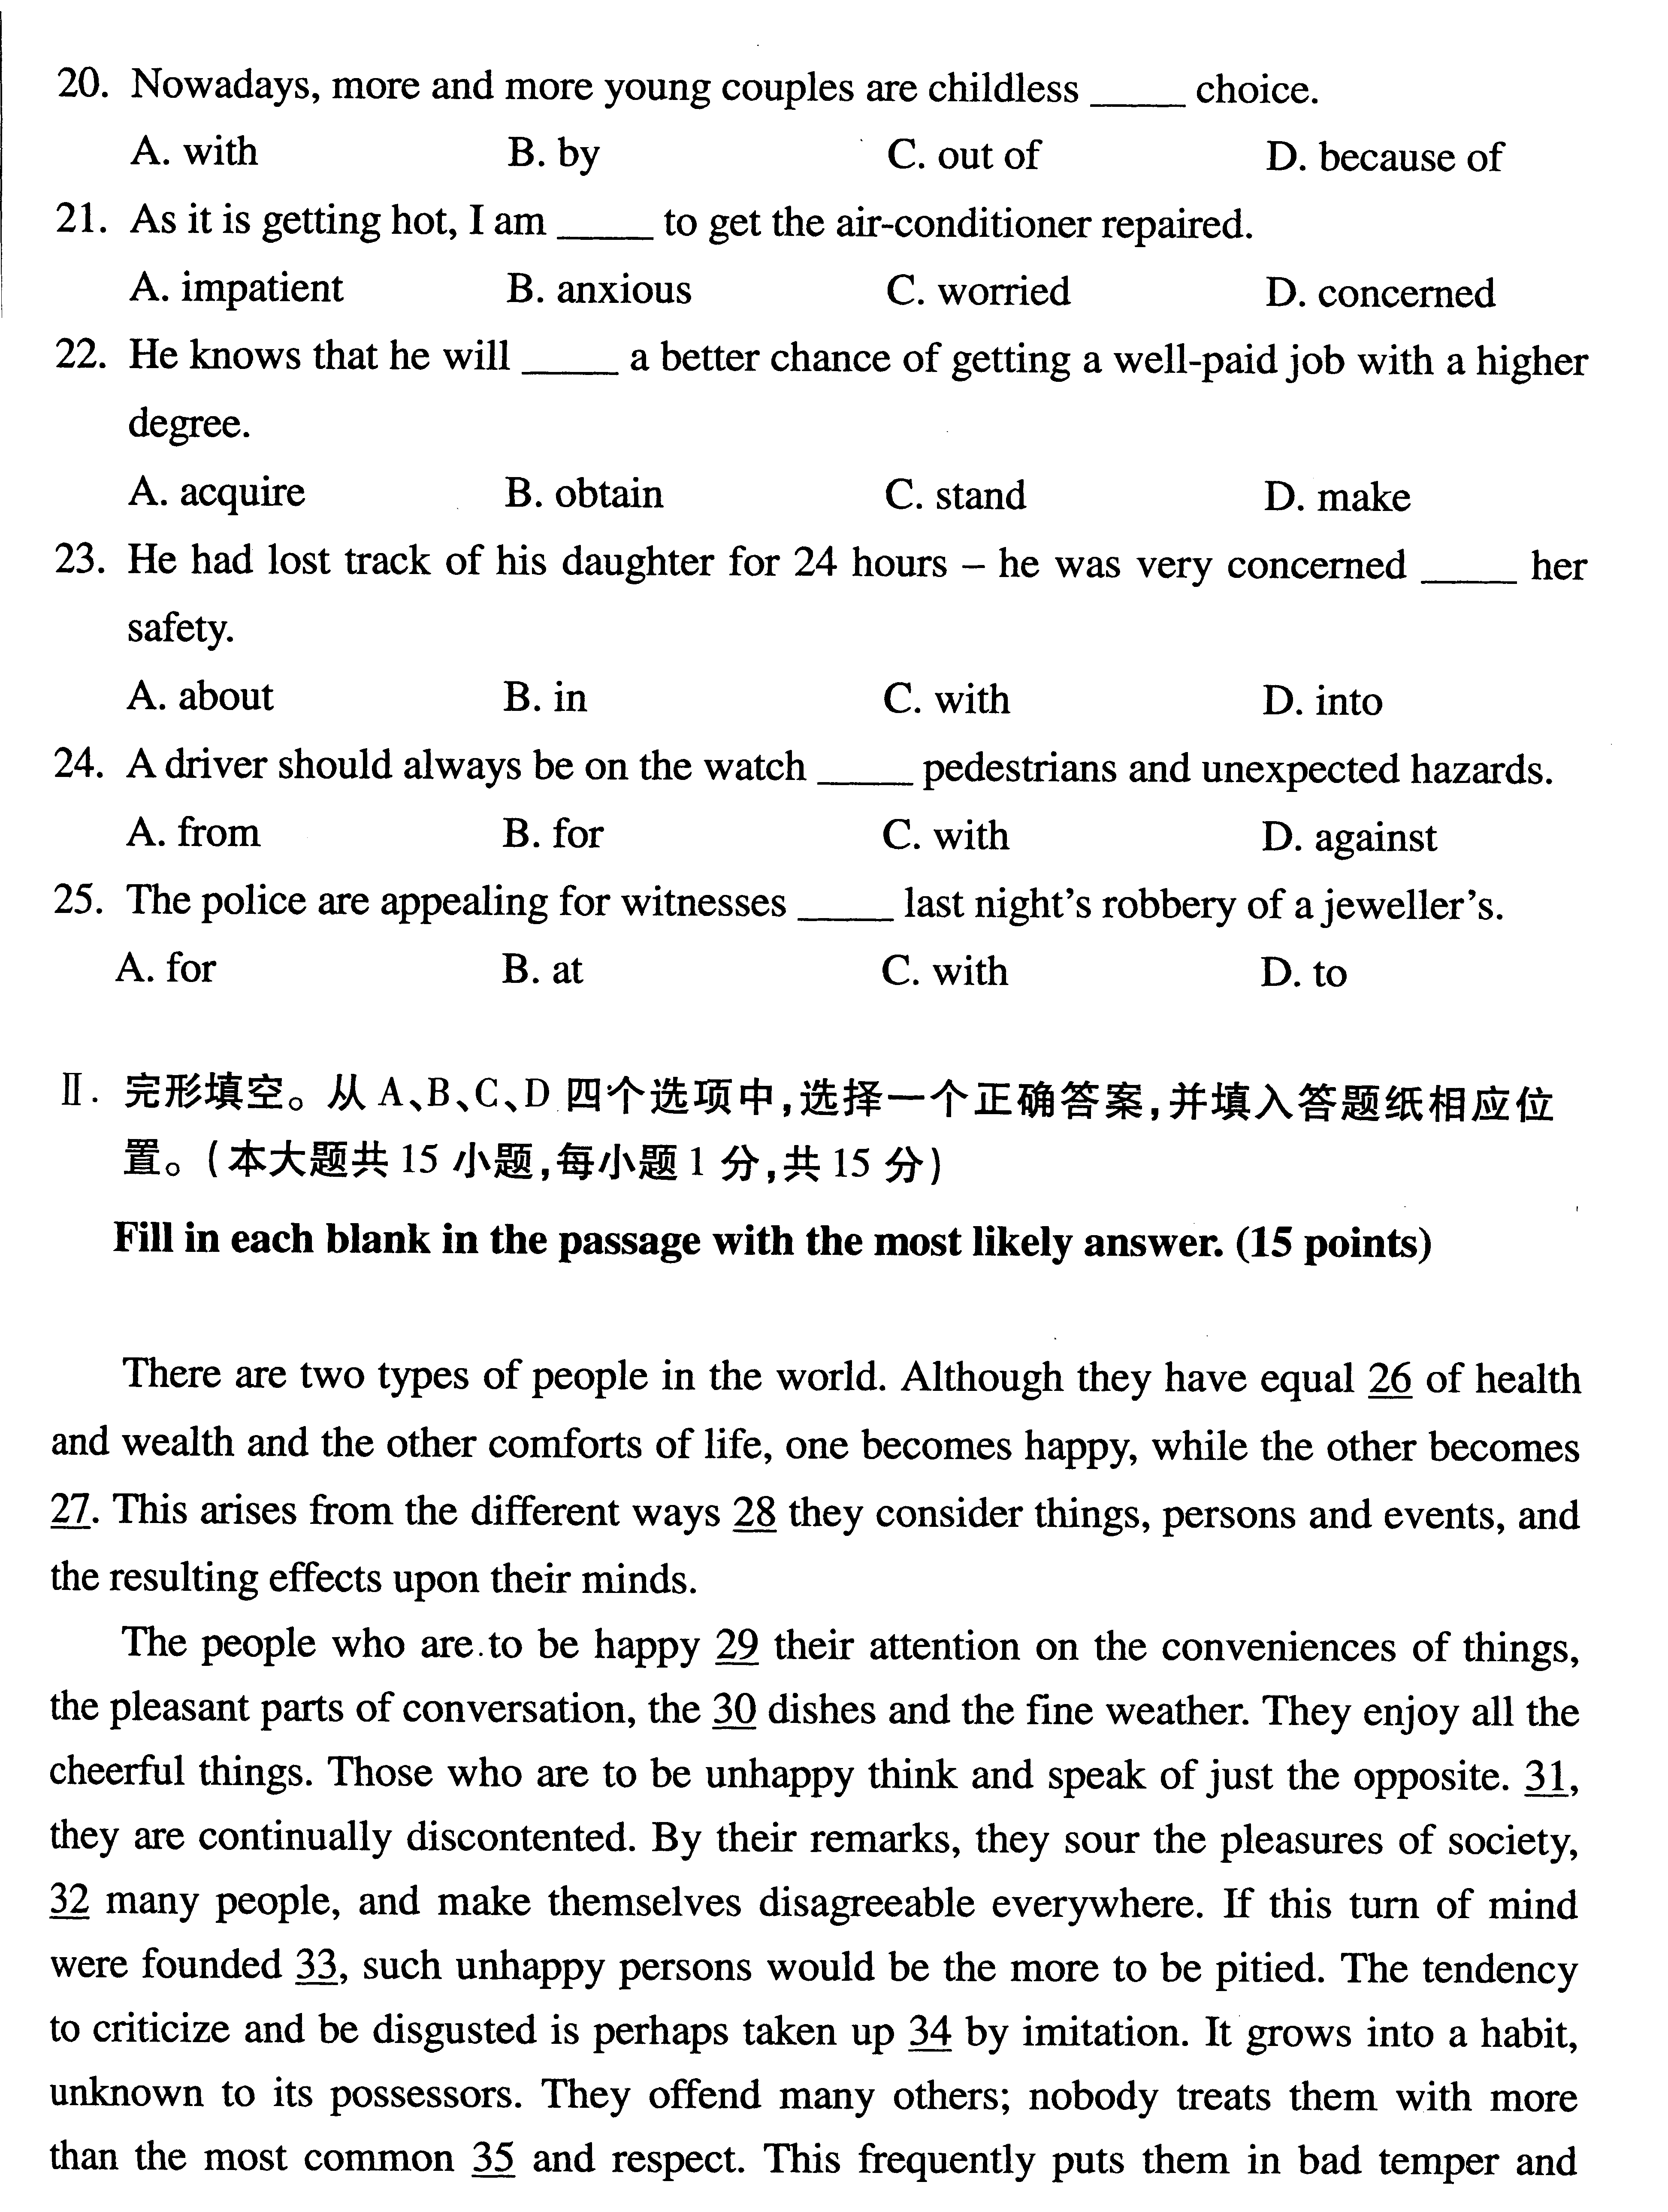 20. Nowadays, more and more young couples are childless _____ choice.
A. with B. by C. out of D. because of
21. As it is getting hot, I am _____ to get the air-conditioner repaired.
A. impatient B. anxious C. worried D. concerned
22. He knows that he will _____ a better chance of getting a well-paid job with a higher
degree.
A. acquire B. obtain C. stand D. make
23. He had lost track of his daughter for 24 hours – he was very concerned _____ her
safety.
A. about B. in C. with D. into
24. A driver should always be on the watch _____ pedestrians and unexpected hazards.
A. from B. for C. with D. against
25. The police are appealing for witnesses _____ last night's robbery of a jeweller's.
A. for B. at C. with D. to
Ⅱ. 完形填空。从 A、B、C、D 四个选项中,选择一个正确答案,并填入答题纸相应位
置。(本大题共 15 小题,每小题 1 分,共 15 分)
Fill in each blank in the passage with the most likely answer. (15 points)
There are two types of people in the world. Although they have equal 26 of health
and wealth and the other comforts of life, one becomes happy, while the other becomes
27. This arises from the different ways 28 they consider things, persons and events, and
the resulting effects upon their minds.
The people who are to be happy 29 their attention on the conveniences of things,
the pleasant parts of conversation, the 30 dishes and the fine weather. They enjoy all the
cheerful things. Those who are to be unhappy think and speak of just the opposite. 31,
they are continually discontented. By their remarks, they sour the pleasures of society,
32 many people, and make themselves disagreeable everywhere. If this turn of mind
were founded 33, such unhappy persons would be the more to be pitied. The tendency
to criticize and be disgusted is perhaps taken up 34 by imitation. It grows into a habit,
unknown to its possessors. They offend many others; nobody treats them with more
than the most common 35 and respect. This frequently puts them in bad temper and